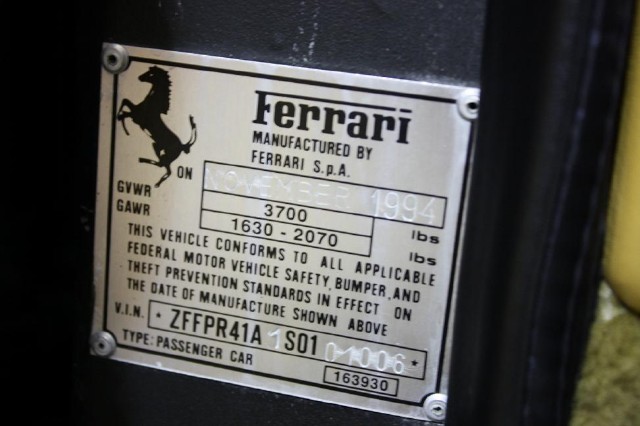 Ferrari
MANUFACTURED BY
FERRARI S.p.A.
ON NOVEMBER 1994
GVWR 3700 lbs
GAWR 1630 - 2070 lbs
THIS VEHICLE CONFORMS TO ALL APPLICABLE
FEDERAL MOTOR VEHICLE SAFETY, BUMPER, AND
THEFT PREVENTION STANDARDS IN EFFECT ON
THE DATE OF MANUFACTURE SHOWN ABOVE
V.I.N. * ZFFPR41A1S0101006 *
TYPE: PASSENGER CAR 163930